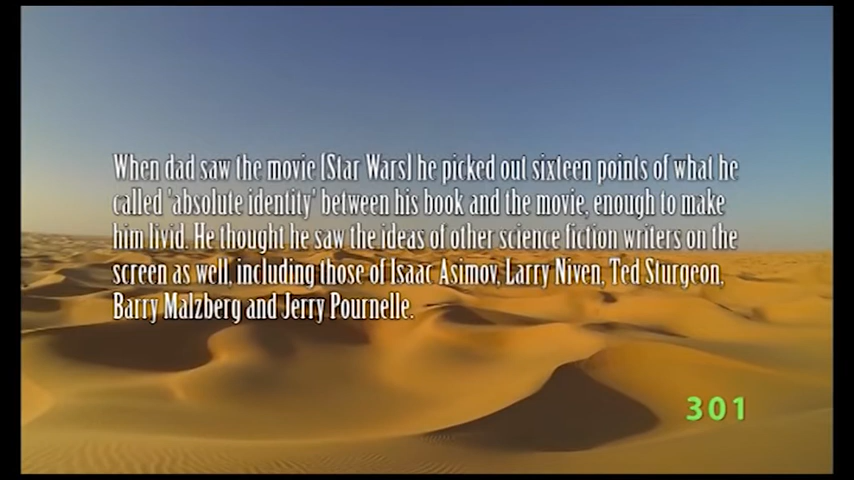 When dad saw the movie (Star Wars) he picked out sixteen points of what he
called 'absolute identity' between his book and the movie, enough to make
him livid. He thought he saw the ideas of other science fiction writers on the
screen as well, including those of Isaac Asimov, Larry Niven, Ted Sturgeon,
Barry Malzberg and Jerry Pournelle.
301